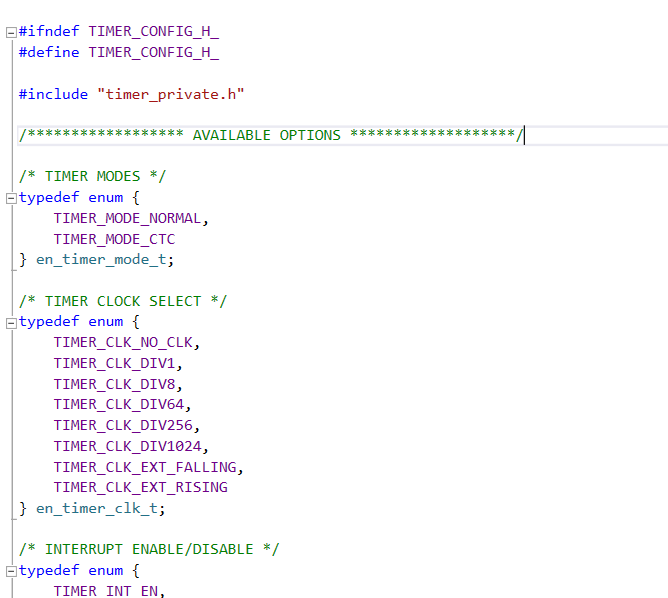 #ifndef TIMER_CONFIG_H_
#define TIMER_CONFIG_H_
#include "timer_private.h"
/****************** AVAILABLE OPTIONS *******************/
/* TIMER MODES */
typedef enum {
TIMER_MODE_NORMAL,
TIMER_MODE_CTC
} en_timer_mode_t;
/* TIMER CLOCK SELECT */
typedef enum {
TIMER_CLK_NO_CLK,
TIMER_CLK_DIV1,
TIMER_CLK_DIV8,
TIMER_CLK_DIV64,
TIMER_CLK_DIV256,
TIMER_CLK_DIV1024,
TIMER_CLK_EXT_FALLING,
TIMER_CLK_EXT_RISING
} en_timer_clk_t;
/* INTERRUPT ENABLE/DISABLE */
typedef enum {
TIMER_INT_EN,